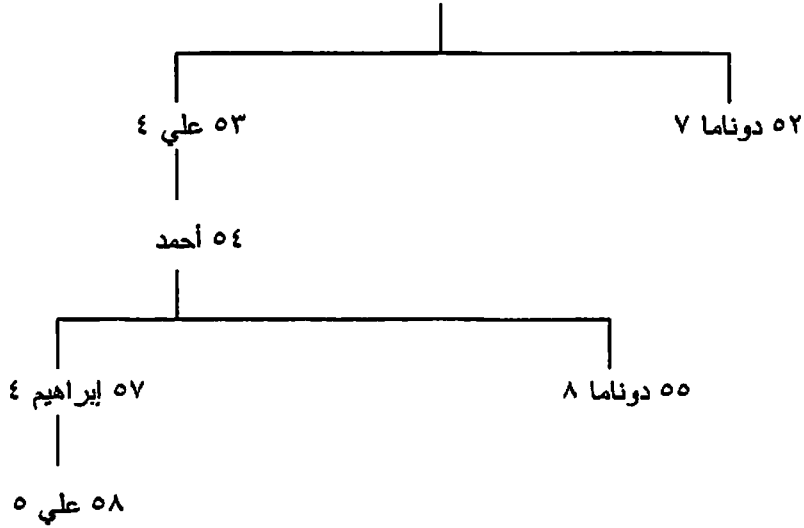 ٥٢ دوناما ٧
٥٣ علي ٤
٥٤ أحمد
٥٥ دوناما ٨
٥٧ إبراهيم ٤
٥٨ علي ٥